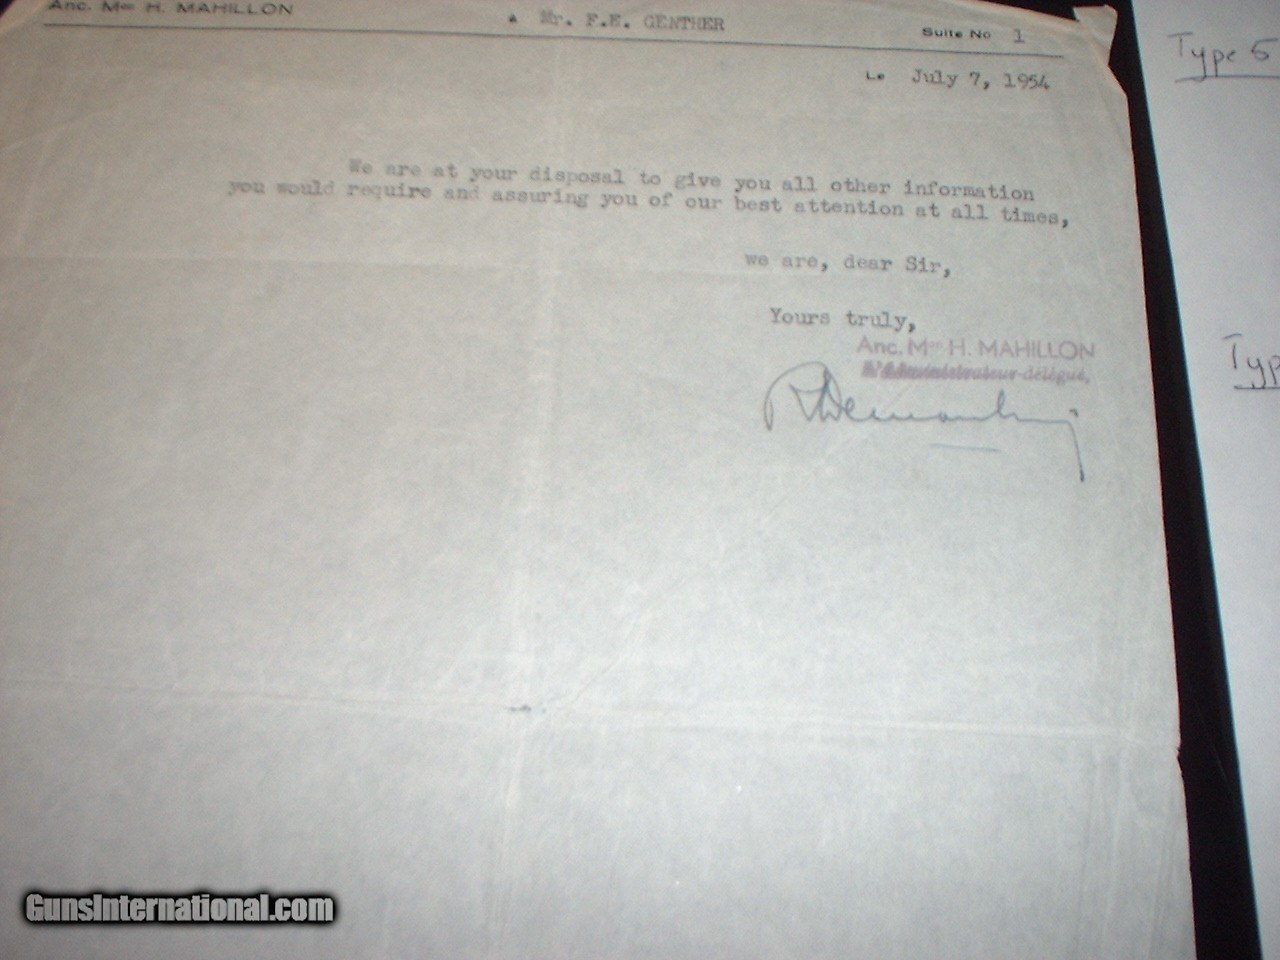 Anc. Mon H. MAHILLON
A Mr. F.E. GENTHER
Suite No 1
Le July 7, 1954
We are at your disposal to give you all other information
you would require and assuring you of our best attention at all times,
we are, dear Sir,
Yours truly,
Anc. Mon H. MAHILLON
L'Administrateur-délégué,
Type 5
Typ
GunsInternational.com